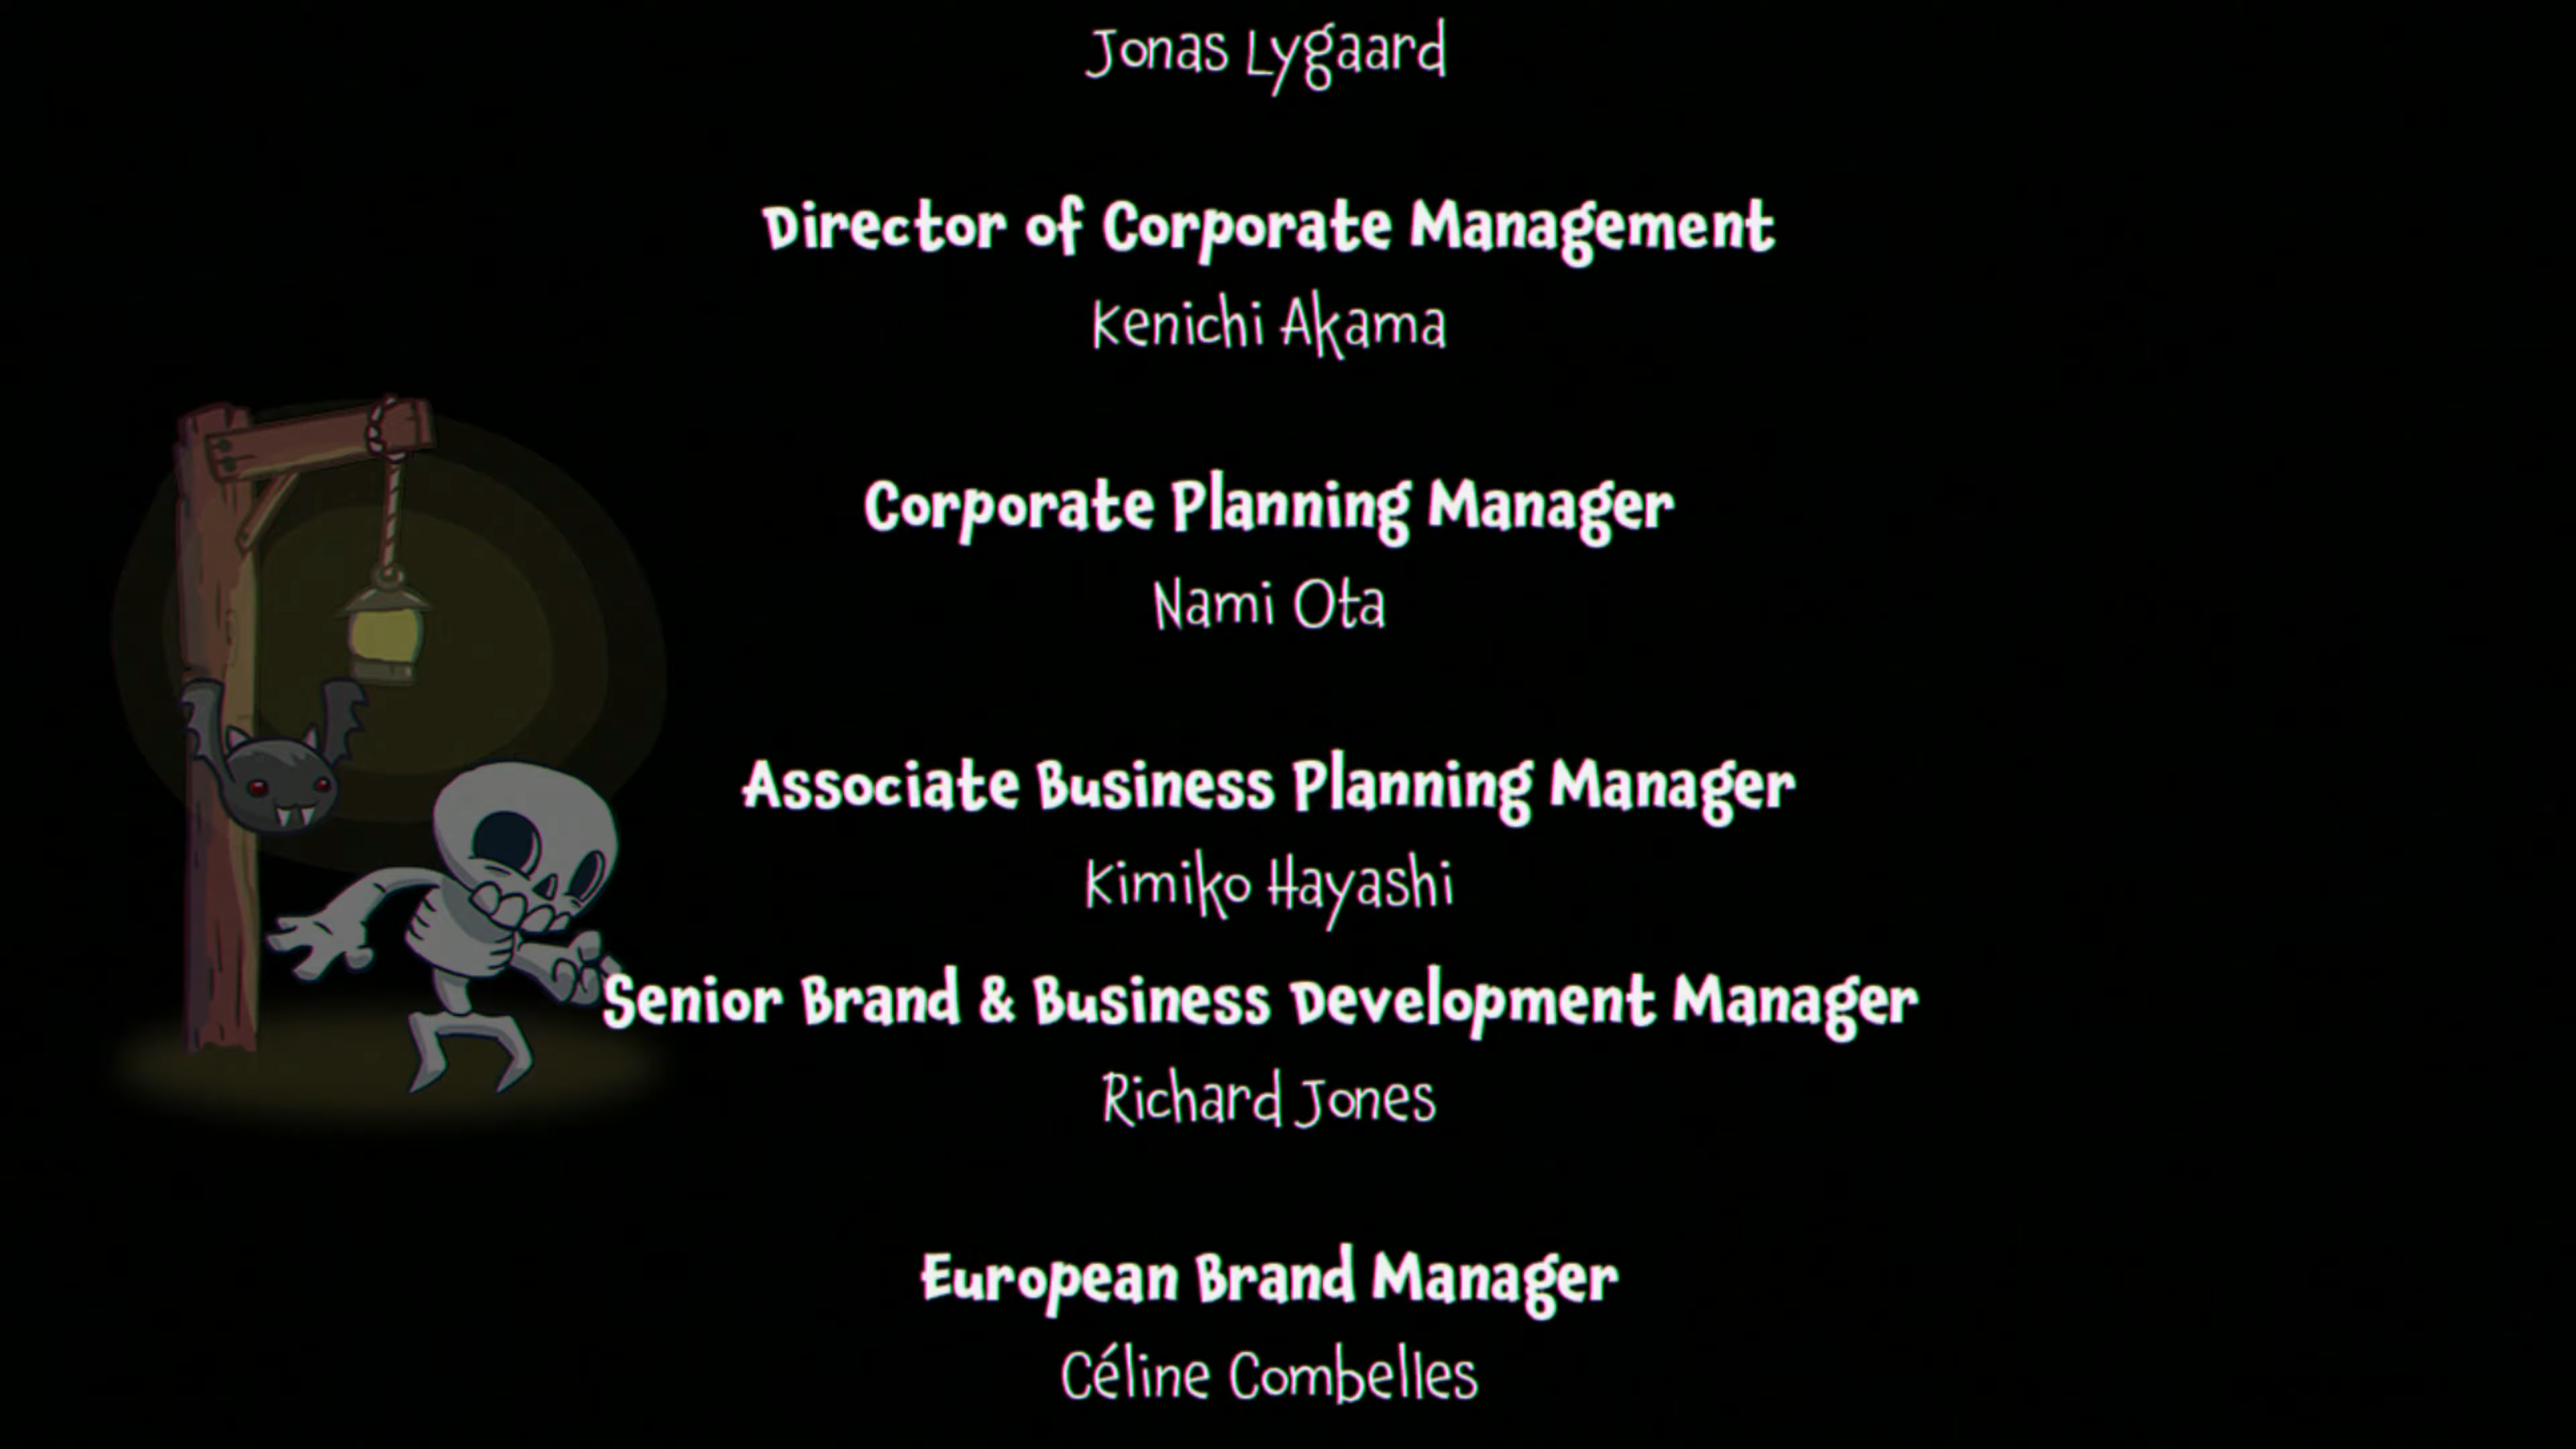 Jonas Lygaard
Director of Corporate Management
Kenichi Akama
Corporate Planning Manager
Nami Ota
Associate Business Planning Manager
Kimiko Hayashi
Senior Brand & Business Development Manager
Richard Jones
European Brand Manager
Céline Combelles